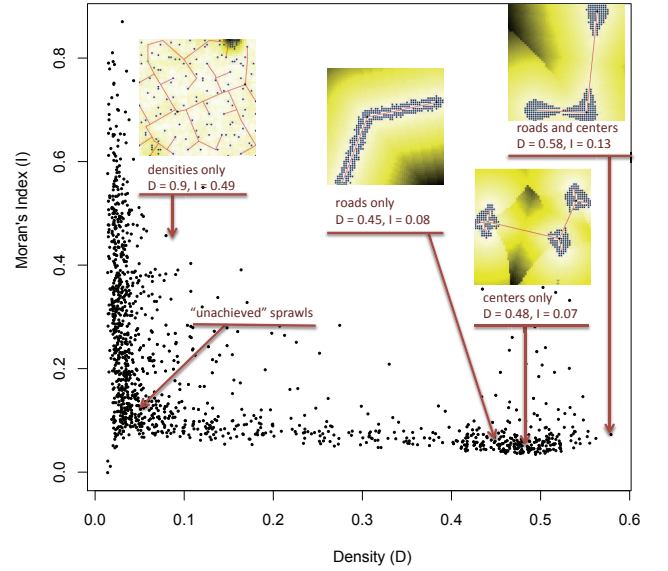 roads and centers
D = 0.58, I = 0.13
densities only
D = 0.9, I = 0.49
roads only
D = 0.45, I = 0.08
centers only
D = 0.48, I = 0.07
"unachieved" sprawls
Moran's Index (I)
0.8
0.6
0.4
0.2
0.0
0.0 0.1 0.2 0.3 0.4 0.5 0.6
Density (D)